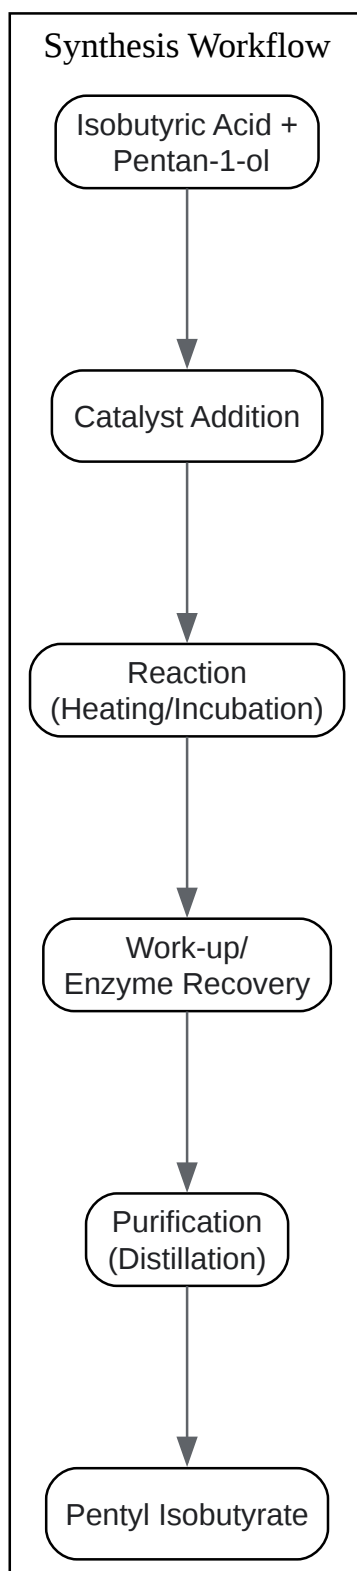 Synthesis Workflow
Isobutyric Acid +
Pentan-1-ol
Catalyst Addition
Reaction
(Heating/Incubation)
Work-up/
Enzyme Recovery
Purification
(Distillation)
Pentyl Isobutyrate